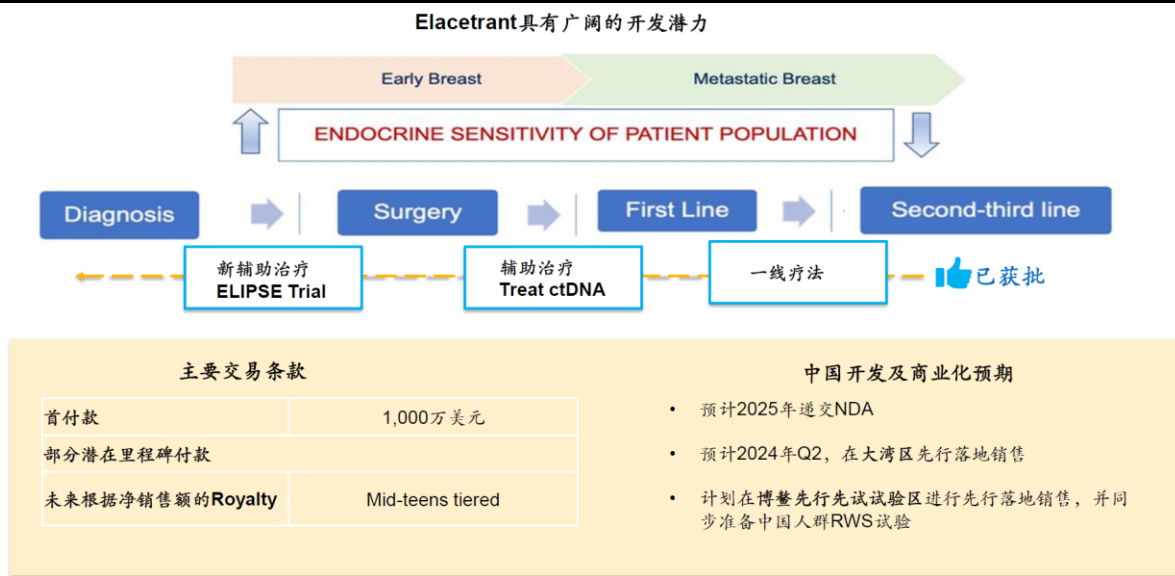 Elacetrant具有广阔的开发潜力
Early Breast
Metastatic Breast
ENDOCRINE SENSITIVITY OF PATIENT POPULATION
Diagnosis
Surgery
First Line
Second-third line
新辅助治疗
ELIPSE Trial
辅助治疗
Treat ctDNA
一线疗法
已获批
主要交易条款
首付款
1,000万美元
部分潜在里程碑付款
未来根据净销售额的Royalty
Mid-teens tiered
中国开发及商业化预期
• 预计2025年递交NDA
• 预计2024年Q2，在大湾区先行落地销售
• 计划在博鳌先行先试试验区进行先行落地销售，并同
步准备中国人群RWS试验